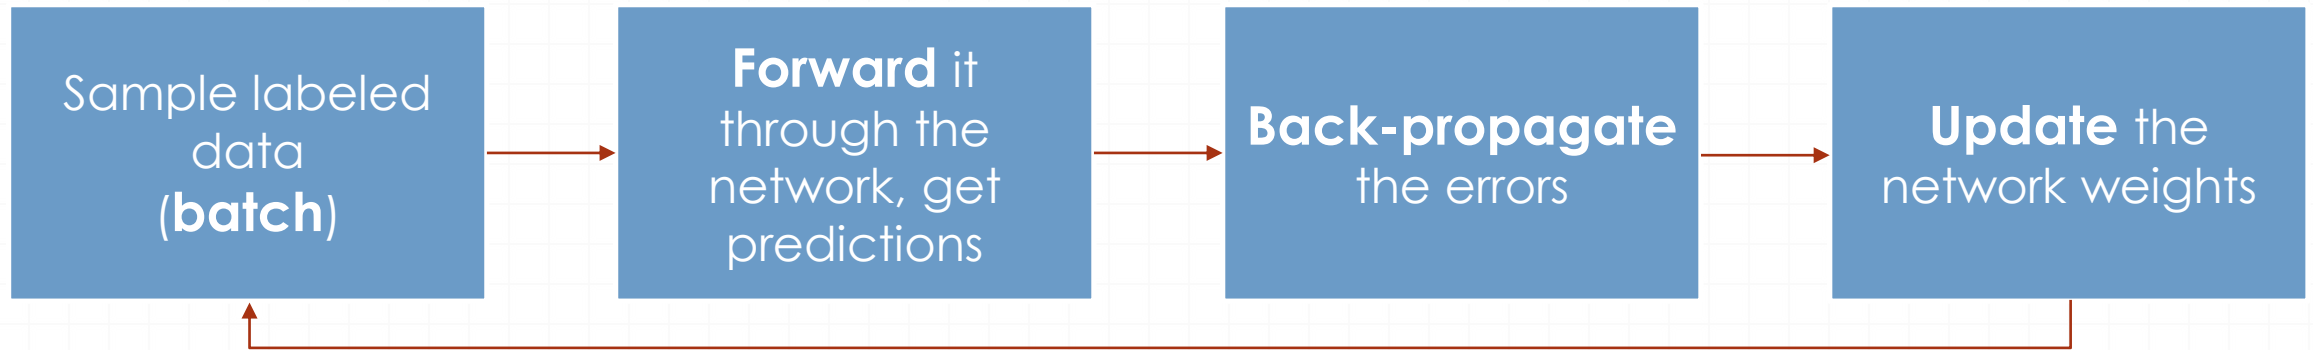 Sample labeled
data
(batch)
Forward it
through the
network, get
predictions
Back-propagate
the errors
Update the
network weights